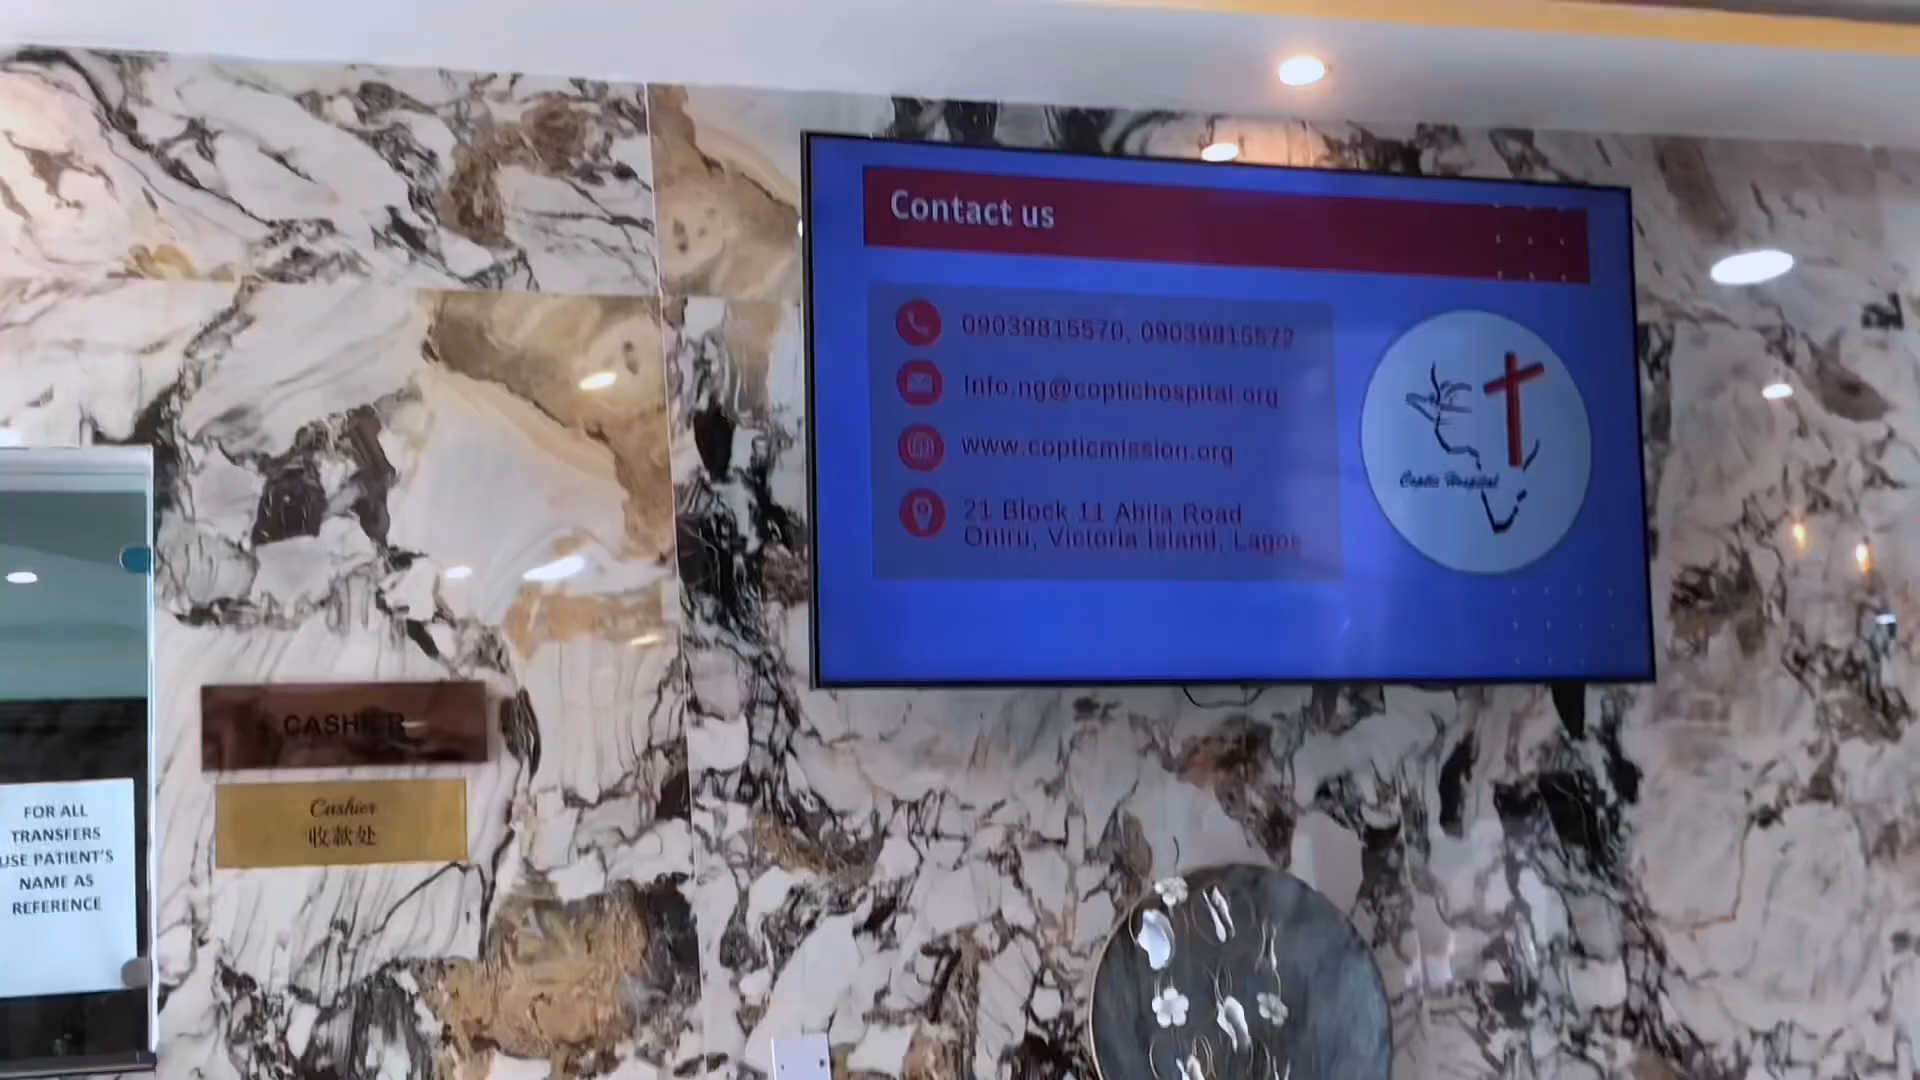 Contact us
09039815570, 09039815572
Info.ng@coptichospital.org
www.copticmission.org
21 Block 11 Abila Road
Oniru, Victoria Island, Lagos
Coptic Hospital
CASHIER
Cashier
收款处
FOR ALL
TRANSFERS
USE PATIENT'S
NAME AS
REFERENCE